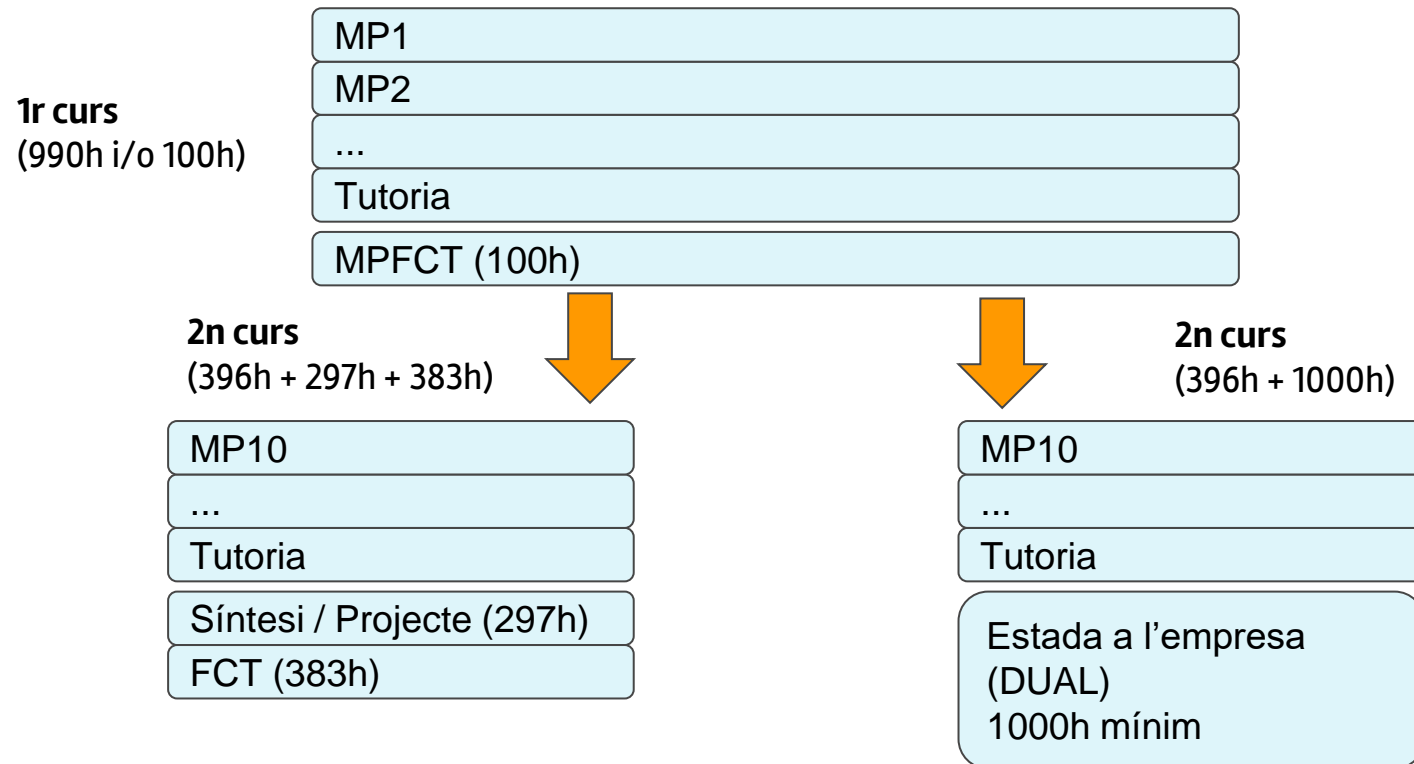 MP1
MP2
...
Tutoria
MPFCT (100h)
1r curs
(990h i/o 100h)
2n curs
(396h + 297h + 383h)
2n curs
(396h + 1000h)
MP10
...
Tutoria
Síntesi / Projecte (297h)
FCT (383h)
MP10
...
Tutoria
Estada a l’empresa
(DUAL)
1000h mínim